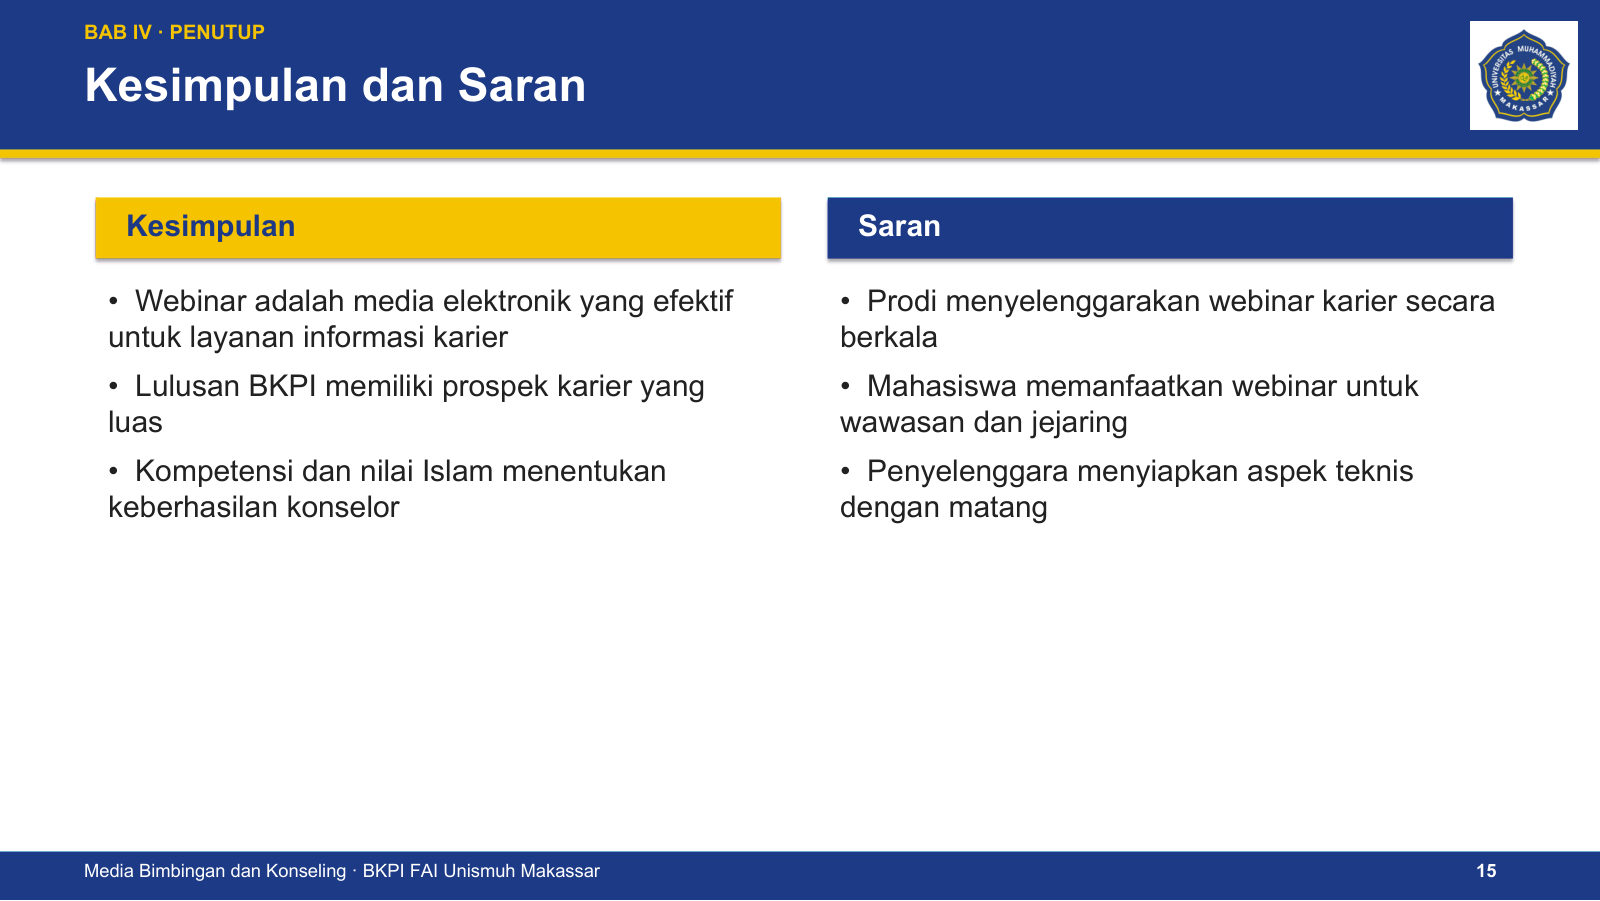 BAB IV · PENUTUP
Kesimpulan dan Saran
UNIVERSITAS MUHAMMADIYAH
MAKASSAR
Kesimpulan
• Webinar adalah media elektronik yang efektif
untuk layanan informasi karier
• Lulusan BKPI memiliki prospek karier yang
luas
• Kompetensi dan nilai Islam menentukan
keberhasilan konselor
Saran
• Prodi menyelenggarakan webinar karier secara
berkala
• Mahasiswa memanfaatkan webinar untuk
wawasan dan jejaring
• Penyelenggara menyiapkan aspek teknis
dengan matang
Media Bimbingan dan Konseling · BKPI FAI Unismuh Makassar
15